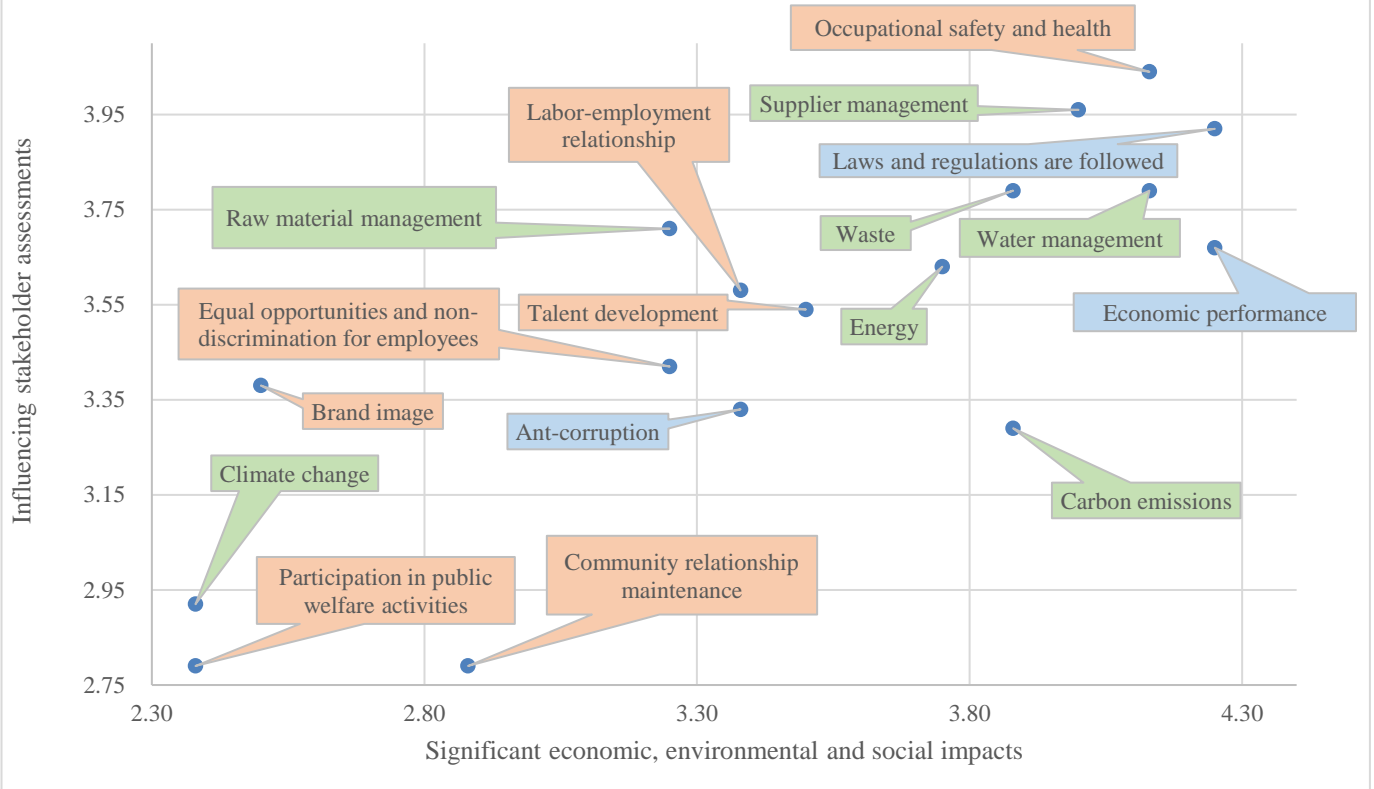 Occupational safety and health
Supplier management
Labor-employment
relationship
3.95
Laws and regulations are followed
3.75
Raw material management
Waste
Water management
3.55
Equal opportunities and non-
discrimination for employees
Talent development
Energy
Economic performance
3.35
Brand image
Ant-corruption
Climate change
3.15
Carbon emissions
2.95
Participation in public
welfare activities
Community relationship
maintenance
2.75
2.30
2.80
3.30
3.80
4.30
Significant economic, environmental and social impacts
Influencing stakeholder assessments